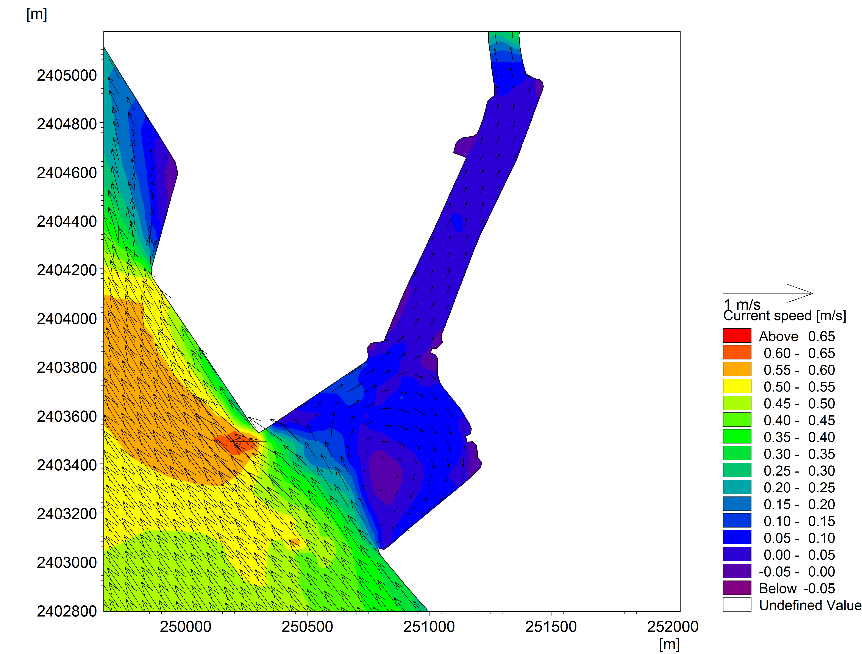 [m]
2405000
2404800
2404600
2404400
2404200
2404000
2403800
2403600
2403400
2403200
2403000
2402800
250000
250500
251000
251500
252000
[m]
1 m/s
Current speed [m/s]
Above 0.65
0.60 - 0.65
0.55 - 0.60
0.50 - 0.55
0.45 - 0.50
0.40 - 0.45
0.35 - 0.40
0.30 - 0.35
0.25 - 0.30
0.20 - 0.25
0.15 - 0.20
0.10 - 0.15
0.05 - 0.10
0.00 - 0.05
-0.05 - 0.00
Below -0.05
Undefined Value